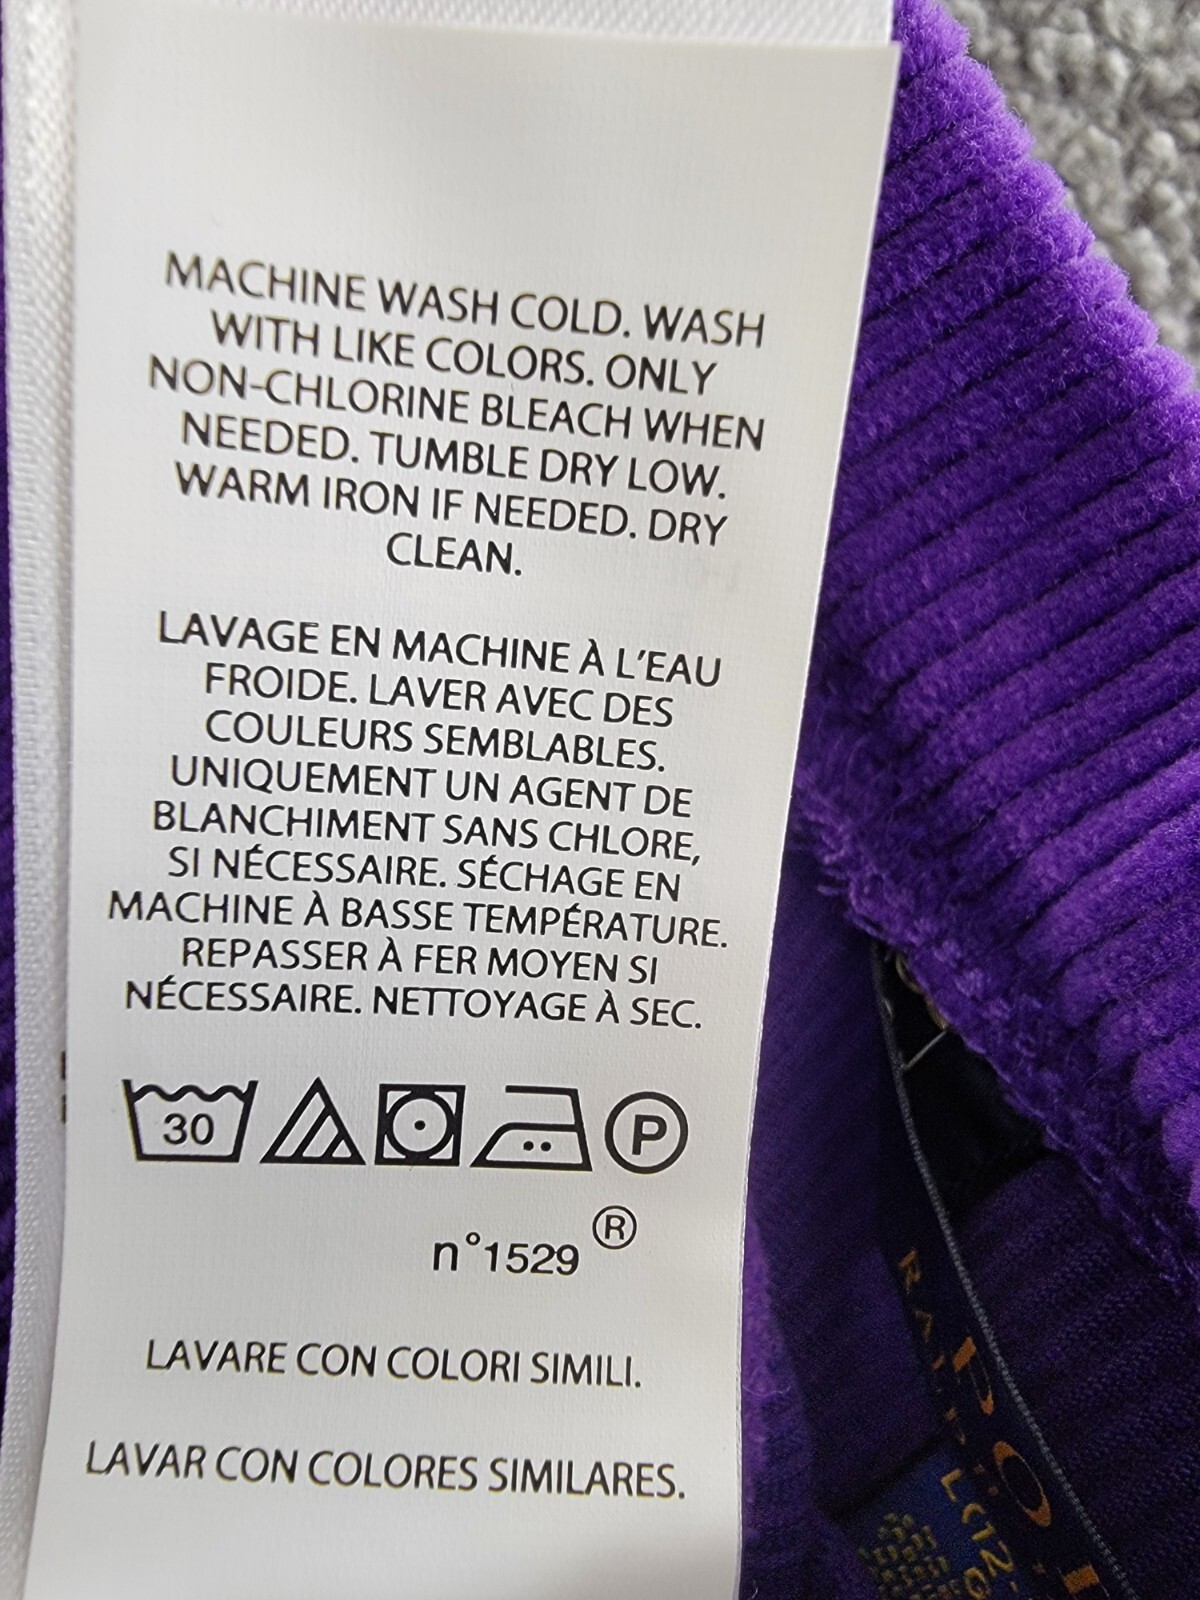 MACHINE WASH COLD. WASH
WITH LIKE COLORS. ONLY
NON-CHLORINE BLEACH WHEN
NEEDED. TUMBLE DRY LOW.
WARM IRON IF NEEDED. DRY
CLEAN.
LAVAGE EN MACHINE À L'EAU
FROIDE. LAVER AVEC DES
COULEURS SEMBLABLES.
UNIQUEMENT UN AGENT DE
BLANCHIMENT SANS CHLORE,
SI NÉCESSAIRE. SÉCHAGE EN
MACHINE À BASSE TEMPÉRATURE.
REPASSER À FER MOYEN SI
NÉCESSAIRE. NETTOYAGE À SEC.
30 P
n°1529 ®
LAVARE CON COLORI SIMILI.
LAVAR CON COLORES SIMILARES.